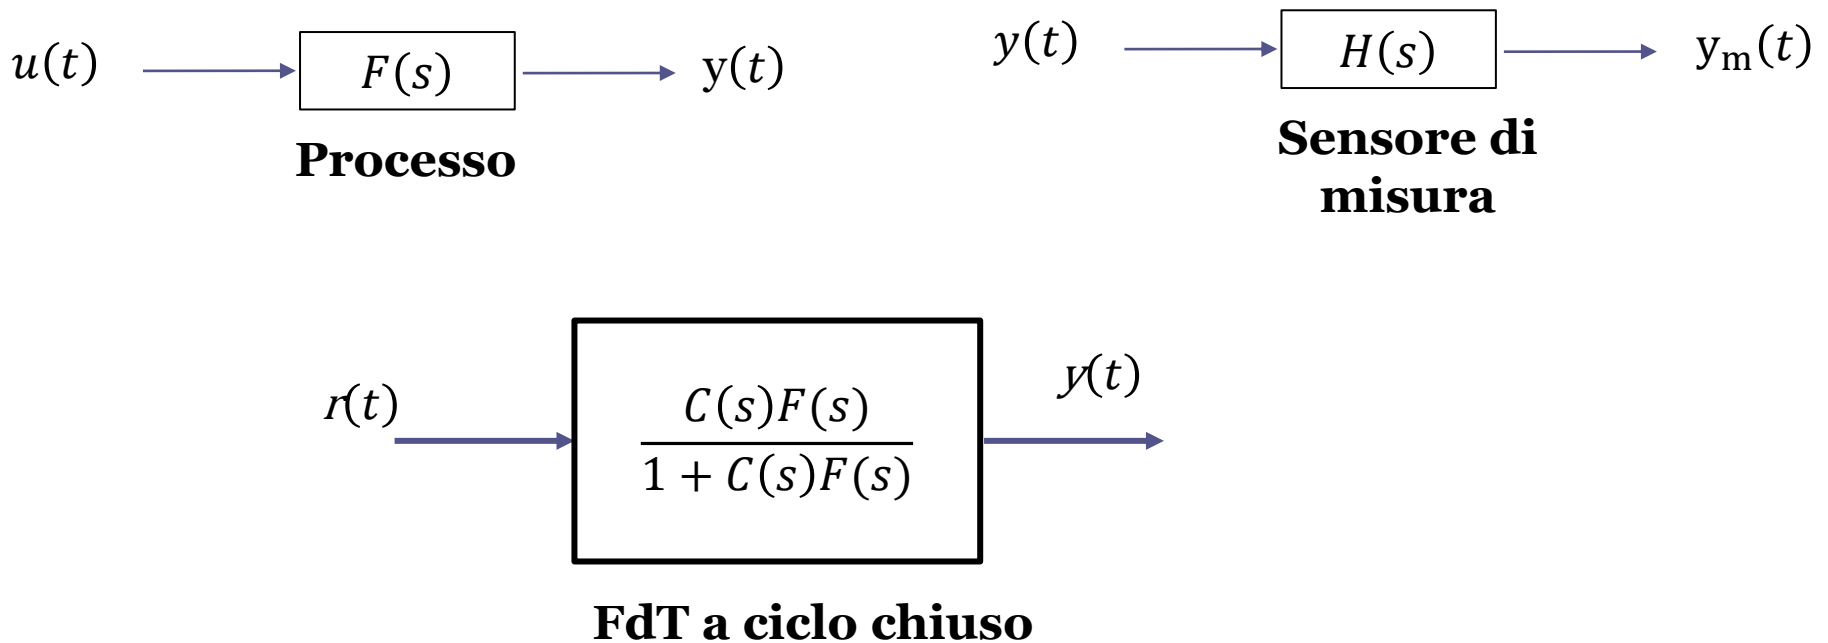 u(t) F(s) y(t)
Processo
y(t) H(s) yₘ(t)
Sensore di
misura
r(t)
C(s)F(s)
1 + C(s)F(s)
y(t)
FdT a ciclo chiuso